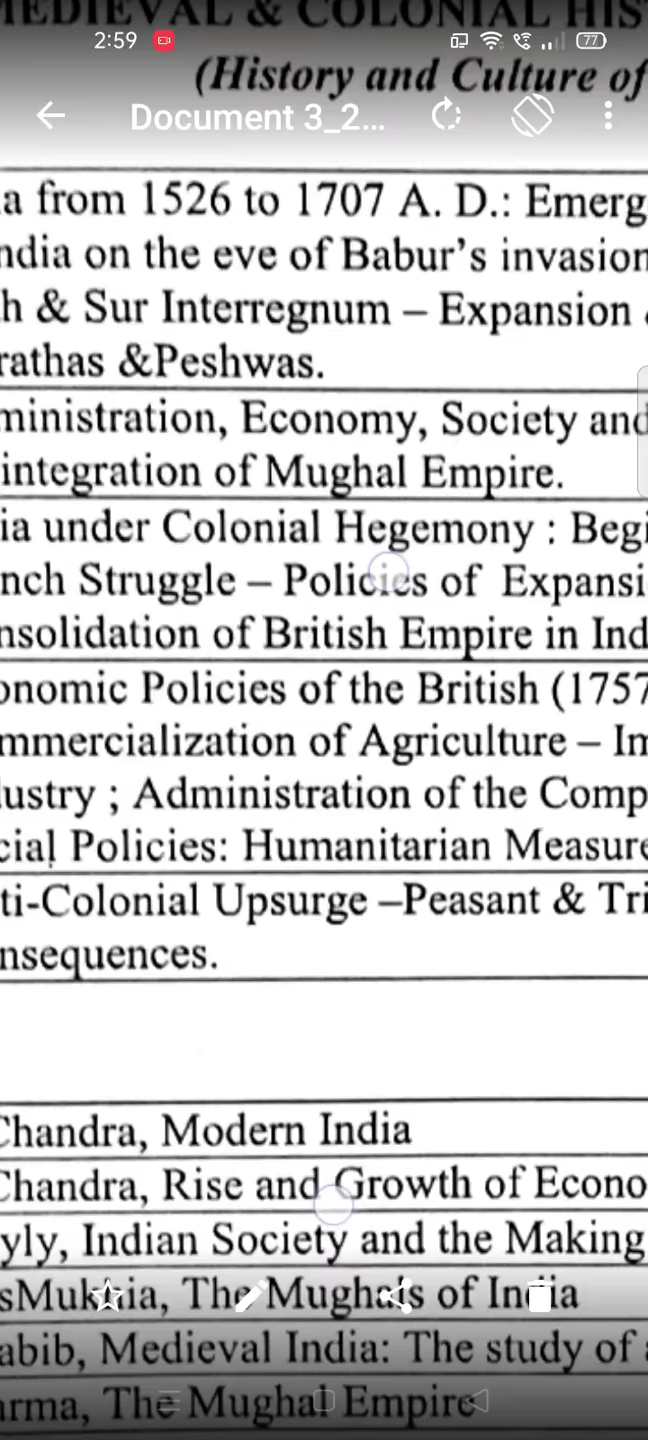 MEDIEVAL & COLONIAL HIS
2:59
77
(History and Culture of
Document 3_2...
a from 1526 to 1707 A. D.: Emerg
ndia on the eve of Babur's invasion
h & Sur Interregnum – Expansion
rathas &Peshwas.
ministration, Economy, Society and
integration of Mughal Empire.
ia under Colonial Hegemony : Begi
nch Struggle – Policies of Expansi
nsolidation of British Empire in Ind
onomic Policies of the British (1757
mmercialization of Agriculture – Im
dustry ; Administration of the Comp
cial Policies: Humanitarian Measure
ti-Colonial Upsurge –Peasant & Tri
nsequences.
Chandra, Modern India
Chandra, Rise and Growth of Econo
yly, Indian Society and the Making
sMukhia, The Mughals of India
abib, Medieval India: The study of a
arma, The Mughal Empire